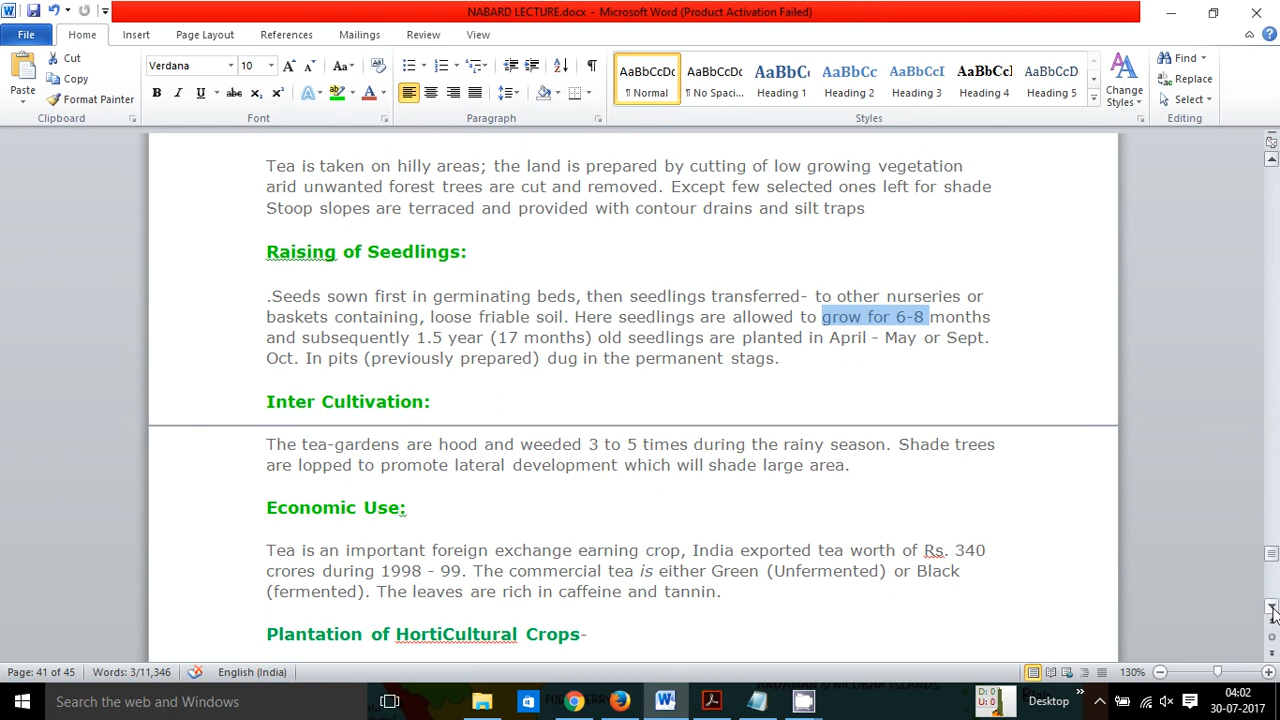 NABARD LECTURE.docx - Microsoft Word (Product Activation Failed)
File Home Insert Page Layout References Mailings Review View
Paste Cut Copy Format Painter Clipboard
Verdana 10 Font
Paragraph
AaBbCcDc AaBbCcDc AaBbC AaBbCc AaBbCcI AaBbCcI AaBbCcDc
¶ Normal ¶ No Spaci... Heading 1 Heading 2 Heading 3 Heading 4 Heading 5
Change Styles Styles
Find Replace Select Editing
Tea is taken on hilly areas; the land is prepared by cutting of low growing vegetation
arid unwanted forest trees are cut and removed. Except few selected ones left for shade
Stoop slopes are terraced and provided with contour drains and silt traps
Raising of Seedlings:
.Seeds sown first in germinating beds, then seedlings transferred- to other nurseries or
baskets containing, loose friable soil. Here seedlings are allowed to grow for 6-8 months
and subsequently 1.5 year (17 months) old seedlings are planted in April - May or Sept.
Oct. In pits (previously prepared) dug in the permanent stags.
Inter Cultivation:
The tea-gardens are hood and weeded 3 to 5 times during the rainy season. Shade trees
are lopped to promote lateral development which will shade large area.
Economic Use:
Tea is an important foreign exchange earning crop, India exported tea worth of Rs. 340
crores during 1998 - 99. The commercial tea is either Green (Unfermented) or Black
(fermented). The leaves are rich in caffeine and tannin.
Plantation of HortiCultural Crops-
Page: 41 of 45 Words: 3/11,346 English (India) 130%
Search the web and Windows
D: 0
U: 0
Desktop
04:02
30-07-2017